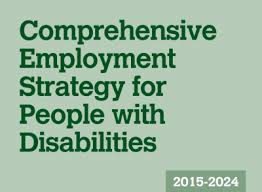 Comprehensive
Employment
Strategy for
People with
Disabilities
2015-2024